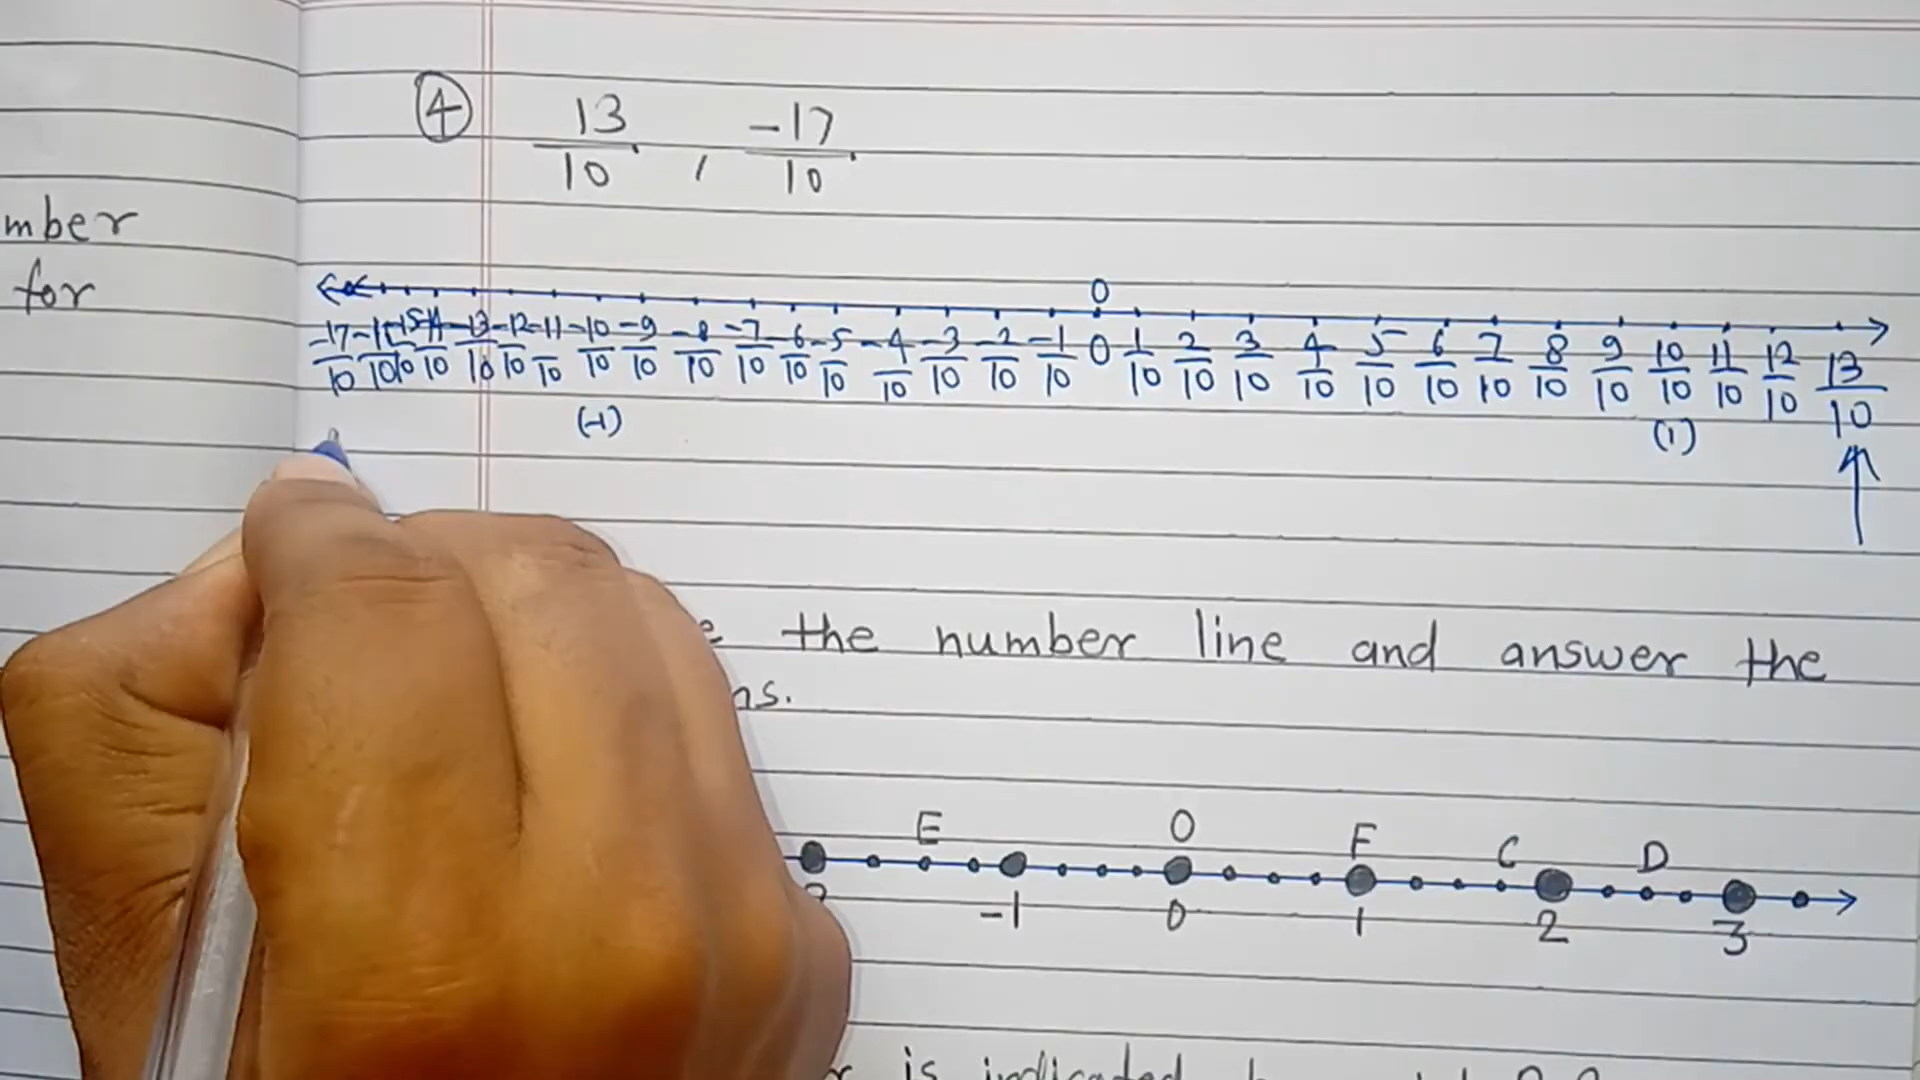 mber
for
④ 13/10 , -17/10
0
-17/10 -16/10 -15/10 -14/10 -13/10 -12/10 -11/10 -10/10 -9/10 -8/10 -7/10 -6/10 -5/10 -4/10 -3/10 -2/10 -1/10 0 1/10 2/10 3/10 4/10 5/10 6/10 7/10 8/10 9/10 10/10 11/10 12/10 13/10
(-1) (1)
the number line and answer the
ns.
E O F C D
-1 0 1 2 3
is indicated